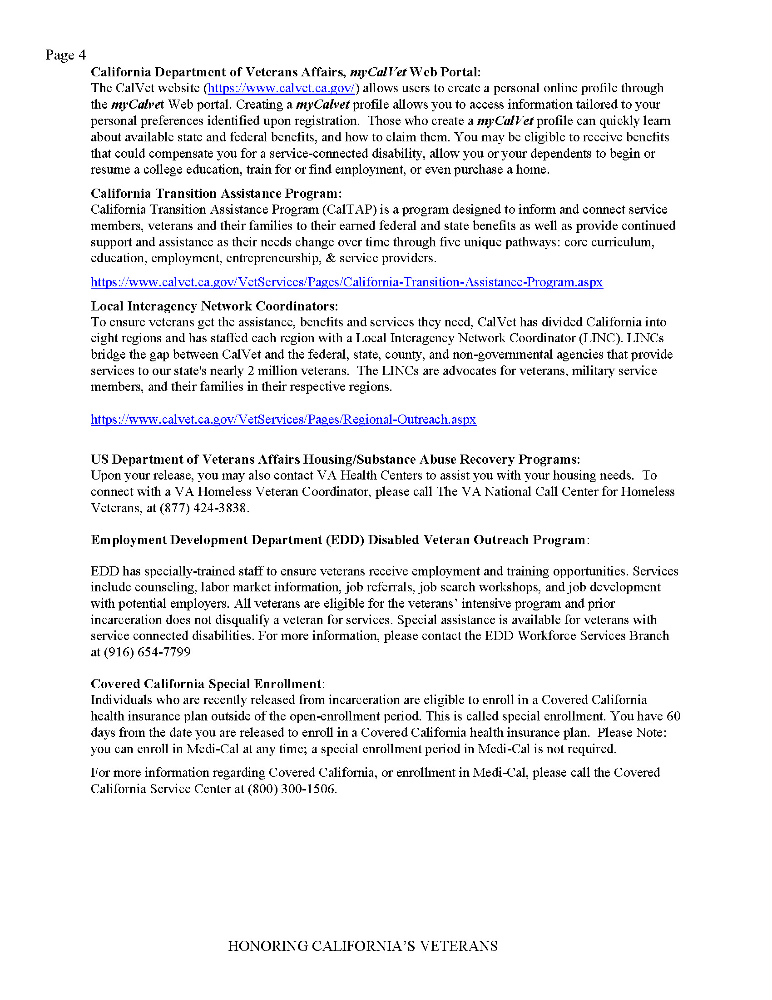 Page 4
California Department of Veterans Affairs, myCalVet Web Portal:
The CalVet website (https://www.calvet.ca.gov/) allows users to create a personal online profile through
the myCalvet Web portal. Creating a myCalvet profile allows you to access information tailored to your
personal preferences identified upon registration.  Those who create a myCalVet profile can quickly learn
about available state and federal benefits, and how to claim them. You may be eligible to receive benefits
that could compensate you for a service-connected disability, allow you or your dependents to begin or
resume a college education, train for or find employment, or even purchase a home.
California Transition Assistance Program:
California Transition Assistance Program (CalTAP) is a program designed to inform and connect service
members, veterans and their families to their earned federal and state benefits as well as provide continued
support and assistance as their needs change over time through five unique pathways: core curriculum,
education, employment, entrepreneurship, & service providers.
https://www.calvet.ca.gov/VetServices/Pages/California-Transition-Assistance-Program.aspx
Local Interagency Network Coordinators:
To ensure veterans get the assistance, benefits and services they need, CalVet has divided California into
eight regions and has staffed each region with a Local Interagency Network Coordinator (LINC). LINCs
bridge the gap between CalVet and the federal, state, county, and non-governmental agencies that provide
services to our state's nearly 2 million veterans.  The LINCs are advocates for veterans, military service
members, and their families in their respective regions.
https://www.calvet.ca.gov/VetServices/Pages/Regional-Outreach.aspx
US Department of Veterans Affairs Housing/Substance Abuse Recovery Programs:
Upon your release, you may also contact VA Health Centers to assist you with your housing needs.  To
connect with a VA Homeless Veteran Coordinator, please call The VA National Call Center for Homeless
Veterans, at (877) 424-3838.
Employment Development Department (EDD) Disabled Veteran Outreach Program:
EDD has specially-trained staff to ensure veterans receive employment and training opportunities. Services
include counseling, labor market information, job referrals, job search workshops, and job development
with potential employers. All veterans are eligible for the veterans’ intensive program and prior
incarceration does not disqualify a veteran for services. Special assistance is available for veterans with
service connected disabilities. For more information, please contact the EDD Workforce Services Branch
at (916) 654-7799
Covered California Special Enrollment:
Individuals who are recently released from incarceration are eligible to enroll in a Covered California
health insurance plan outside of the open-enrollment period. This is called special enrollment. You have 60
days from the date you are released to enroll in a Covered California health insurance plan.  Please Note:
you can enroll in Medi-Cal at any time; a special enrollment period in Medi-Cal is not required.
For more information regarding Covered California, or enrollment in Medi-Cal, please call the Covered
California Service Center at (800) 300-1506.
HONORING CALIFORNIA’S VETERANS